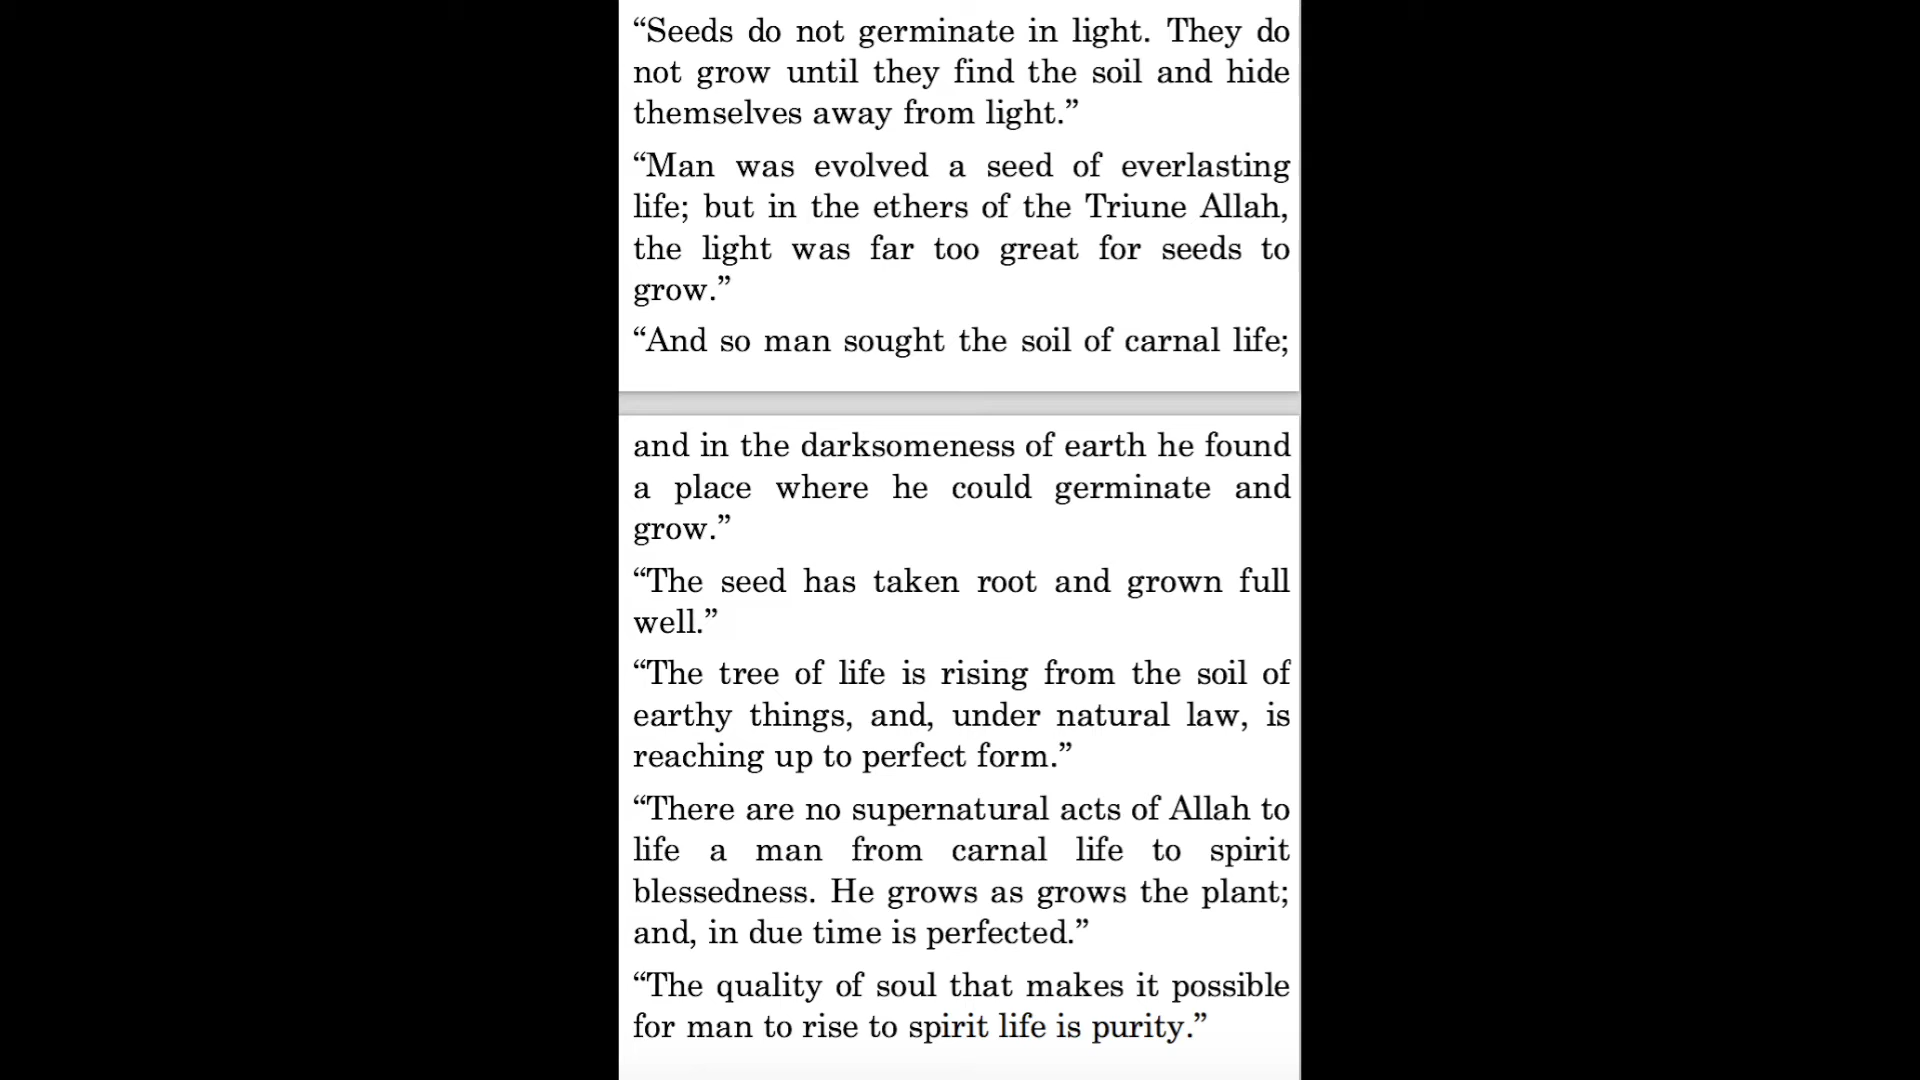 “Seeds do not germinate in light. They do
not grow until they find the soil and hide
themselves away from light.”
“Man was evolved a seed of everlasting
life; but in the ethers of the Triune Allah,
the light was far too great for seeds to
grow.”
“And so man sought the soil of carnal life;
and in the darksomeness of earth he found
a place where he could germinate and
grow.”
“The seed has taken root and grown full
well.”
“The tree of life is rising from the soil of
earthy things, and, under natural law, is
reaching up to perfect form.”
“There are no supernatural acts of Allah to
life a man from carnal life to spirit
blessedness. He grows as grows the plant;
and, in due time is perfected.”
“The quality of soul that makes it possible
for man to rise to spirit life is purity.”